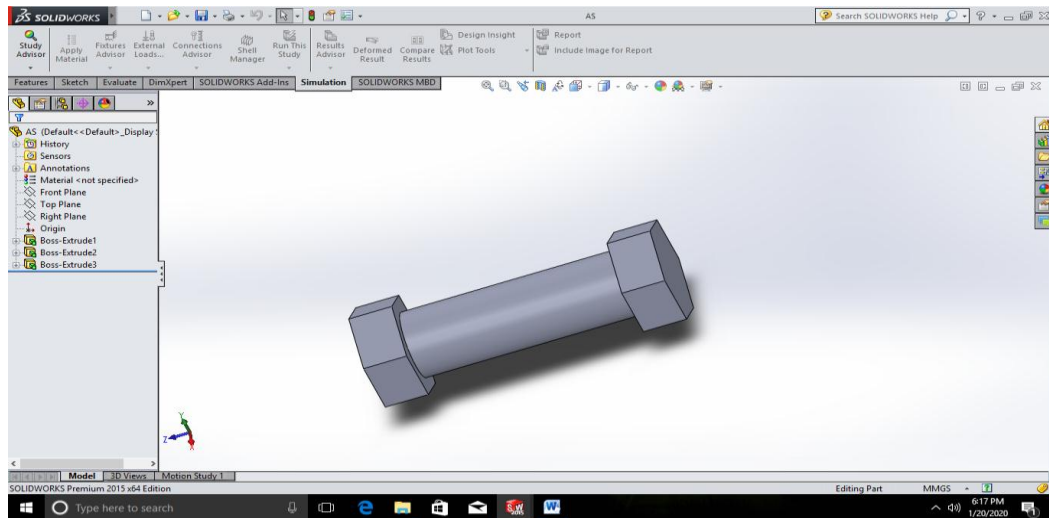 SOLIDWORKS
AS
Search SOLIDWORKS Help
Study Advisor
Apply Material
Fixtures Advisor
External Loads...
Connections Advisor
Shell Manager
Run This Study
Results Advisor
Deformed Result
Compare Results
Design Insight
Plot Tools
Report
Include Image for Report
Features
Sketch
Evaluate
DimXpert
SOLIDWORKS Add-Ins
Simulation
SOLIDWORKS MBD
AS (Default<<Default>_Display
History
Sensors
Annotations
Material <not specified>
Front Plane
Top Plane
Right Plane
Origin
Boss-Extrude1
Boss-Extrude2
Boss-Extrude3
Y
Z
X
Model
3D Views
Motion Study 1
SOLIDWORKS Premium 2015 x64 Edition
Editing Part
MMGS
Type here to search
6:17 PM
1/20/2020